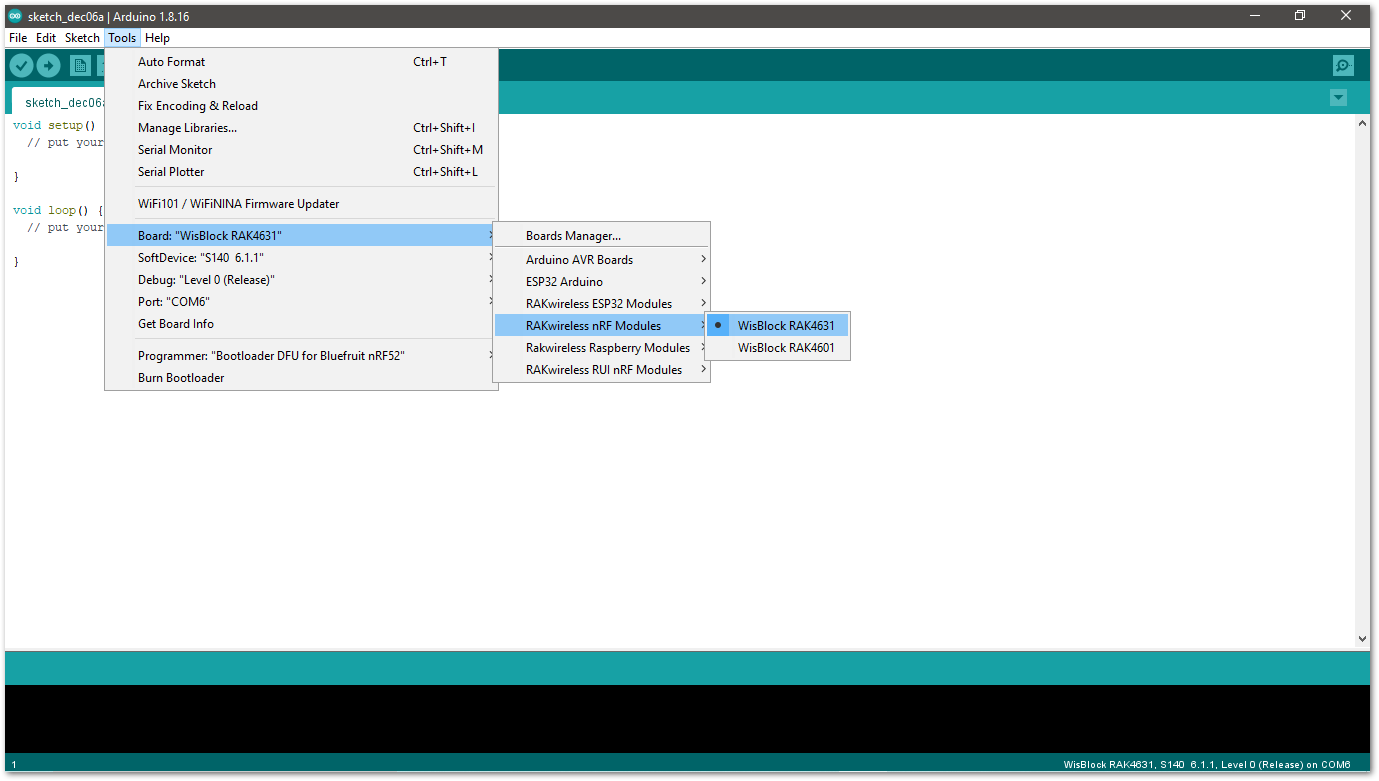 sketch_dec06a | Arduino 1.8.16
File Edit Sketch Tools Help
sketch_dec06a
void setup()
// put your
}
void loop() {
// put your
}
Auto Format Ctrl+T
Archive Sketch
Fix Encoding & Reload
Manage Libraries... Ctrl+Shift+I
Serial Monitor Ctrl+Shift+M
Serial Plotter Ctrl+Shift+L
WiFi101 / WiFiNINA Firmware Updater
Board: "WisBlock RAK4631"
SoftDevice: "S140 6.1.1"
Debug: "Level 0 (Release)"
Port: "COM6"
Get Board Info
Programmer: "Bootloader DFU for Bluefruit nRF52"
Burn Bootloader
Boards Manager...
Arduino AVR Boards
ESP32 Arduino
RAKwireless ESP32 Modules
RAKwireless nRF Modules
Rakwireless Raspberry Modules
RAKwireless RUI nRF Modules
WisBlock RAK4631
WisBlock RAK4601
1
WisBlock RAK4631, S140 6.1.1, Level 0 (Release) on COM6